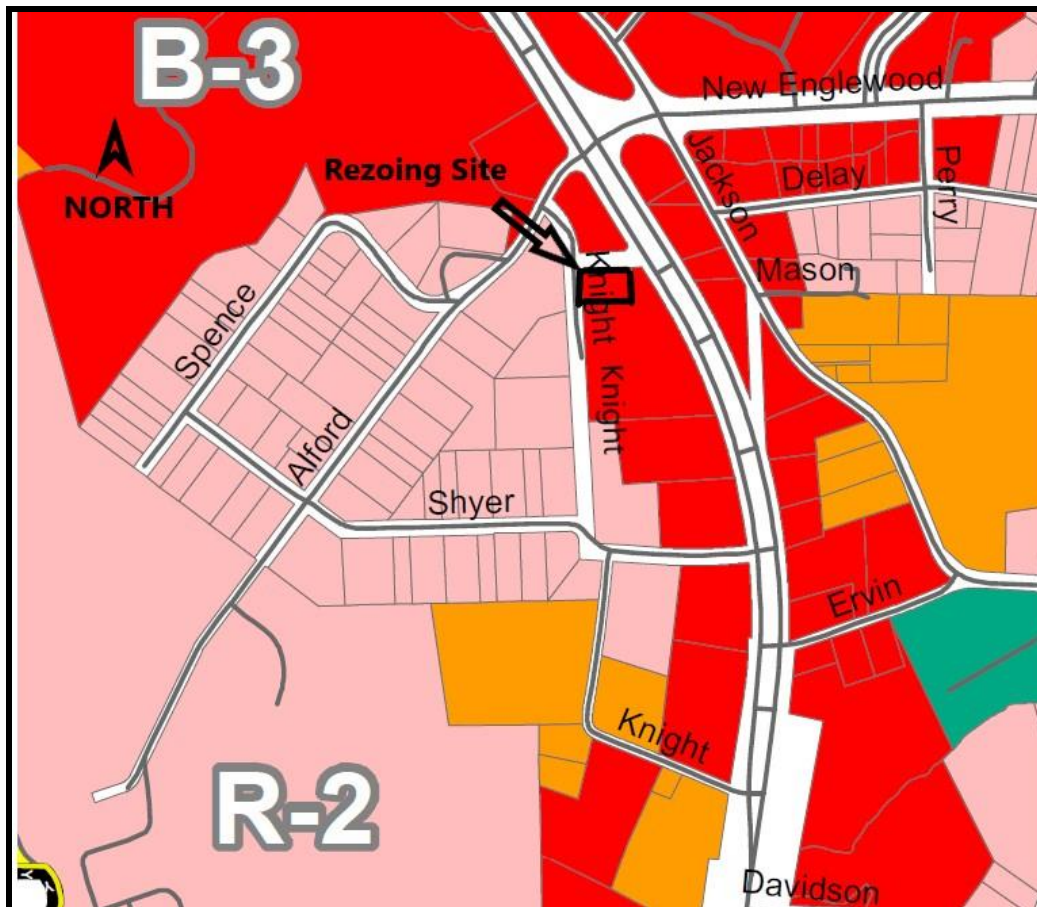 B-3
New Englewood
Rezoing Site
Jackson
Delay
Perry
NORTH
Knight
Mason
Spence
Knight
Alford
Shyer
Ervin
Knight
R-2
Davidson